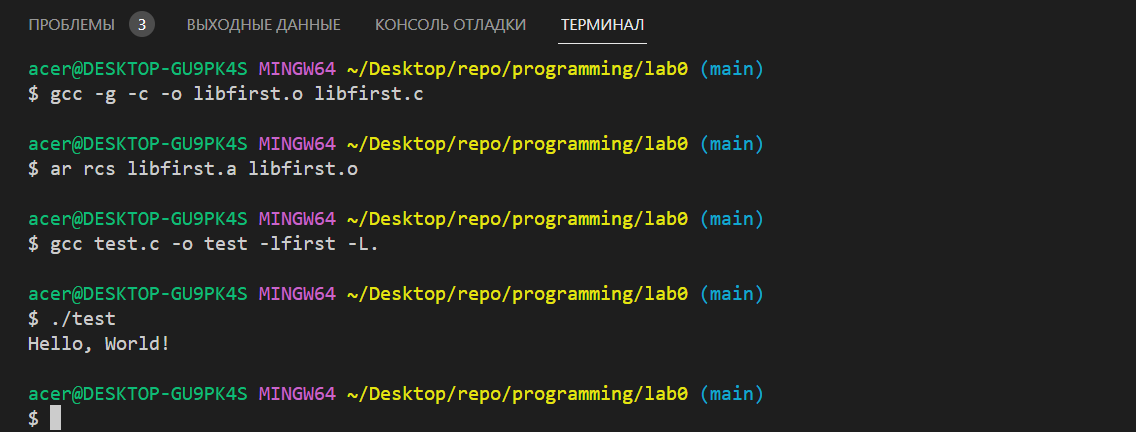 ПРОБЛЕМЫ 3 ВЫХОДНЫЕ ДАННЫЕ КОНСОЛЬ ОТЛАДКИ ТЕРМИНАЛ
acer@DESKTOP-GU9PK4S MINGW64 ~/Desktop/repo/programming/lab0 (main)
$ gcc -g -c -o libfirst.o libfirst.c
acer@DESKTOP-GU9PK4S MINGW64 ~/Desktop/repo/programming/lab0 (main)
$ ar rcs libfirst.a libfirst.o
acer@DESKTOP-GU9PK4S MINGW64 ~/Desktop/repo/programming/lab0 (main)
$ gcc test.c -o test -lfirst -L.
acer@DESKTOP-GU9PK4S MINGW64 ~/Desktop/repo/programming/lab0 (main)
$ ./test
Hello, World!
acer@DESKTOP-GU9PK4S MINGW64 ~/Desktop/repo/programming/lab0 (main)
$